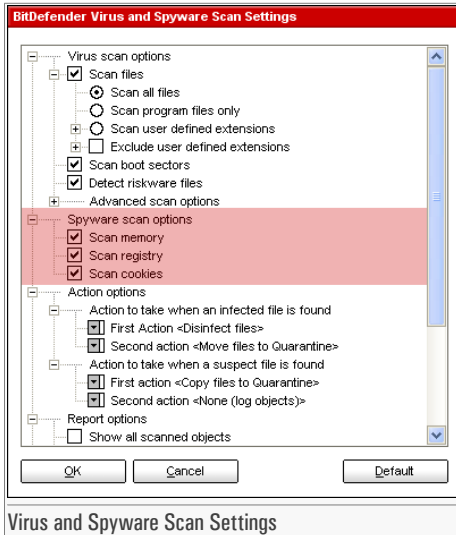 BitDefender Virus and Spyware Scan Settings
Virus scan options
Scan files
Scan all files
Scan program files only
Scan user defined extensions
Exclude user defined extensions
Scan boot sectors
Detect riskware files
Advanced scan options
Spyware scan options
Scan memory
Scan registry
Scan cookies
Action options
Action to take when an infected file is found
First Action <Disinfect files>
Second action <Move files to Quarantine>
Action to take when a suspect file is found
First action <Copy files to Quarantine>
Second action <None (log objects)>
Report options
Show all scanned objects
OK Cancel Default
Virus and Spyware Scan Settings